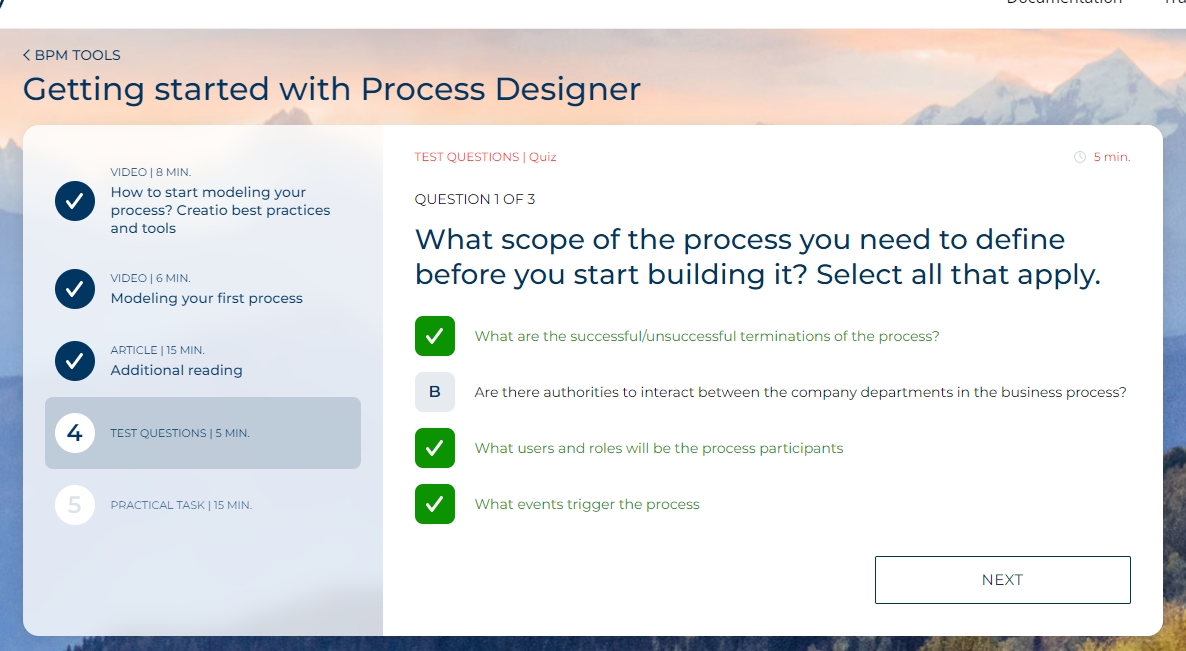 Documentation
BPM TOOLS
Getting started with Process Designer
VIDEO | 8 MIN.
How to start modeling your
process? Creatio best practices
and tools
VIDEO | 6 MIN.
Modeling your first process
ARTICLE | 15 MIN.
Additional reading
4
TEST QUESTIONS | 5 MIN.
5
PRACTICAL TASK | 15 MIN.
TEST QUESTIONS | Quiz
5 min.
QUESTION 1 OF 3
What scope of the process you need to define
before you start building it? Select all that apply.
What are the successful/unsuccessful terminations of the process?
B
Are there authorities to interact between the company departments in the business process?
What users and roles will be the process participants
What events trigger the process
NEXT